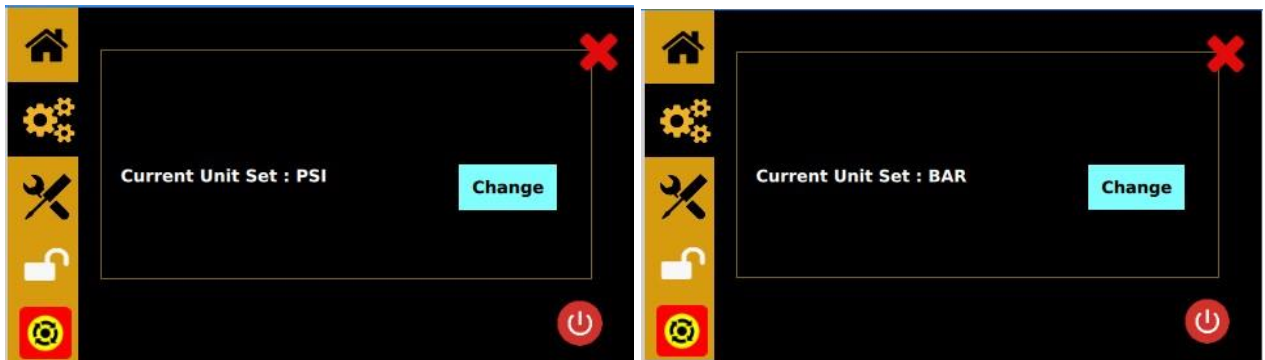 Current Unit Set : PSI
Change
Current Unit Set : BAR
Change